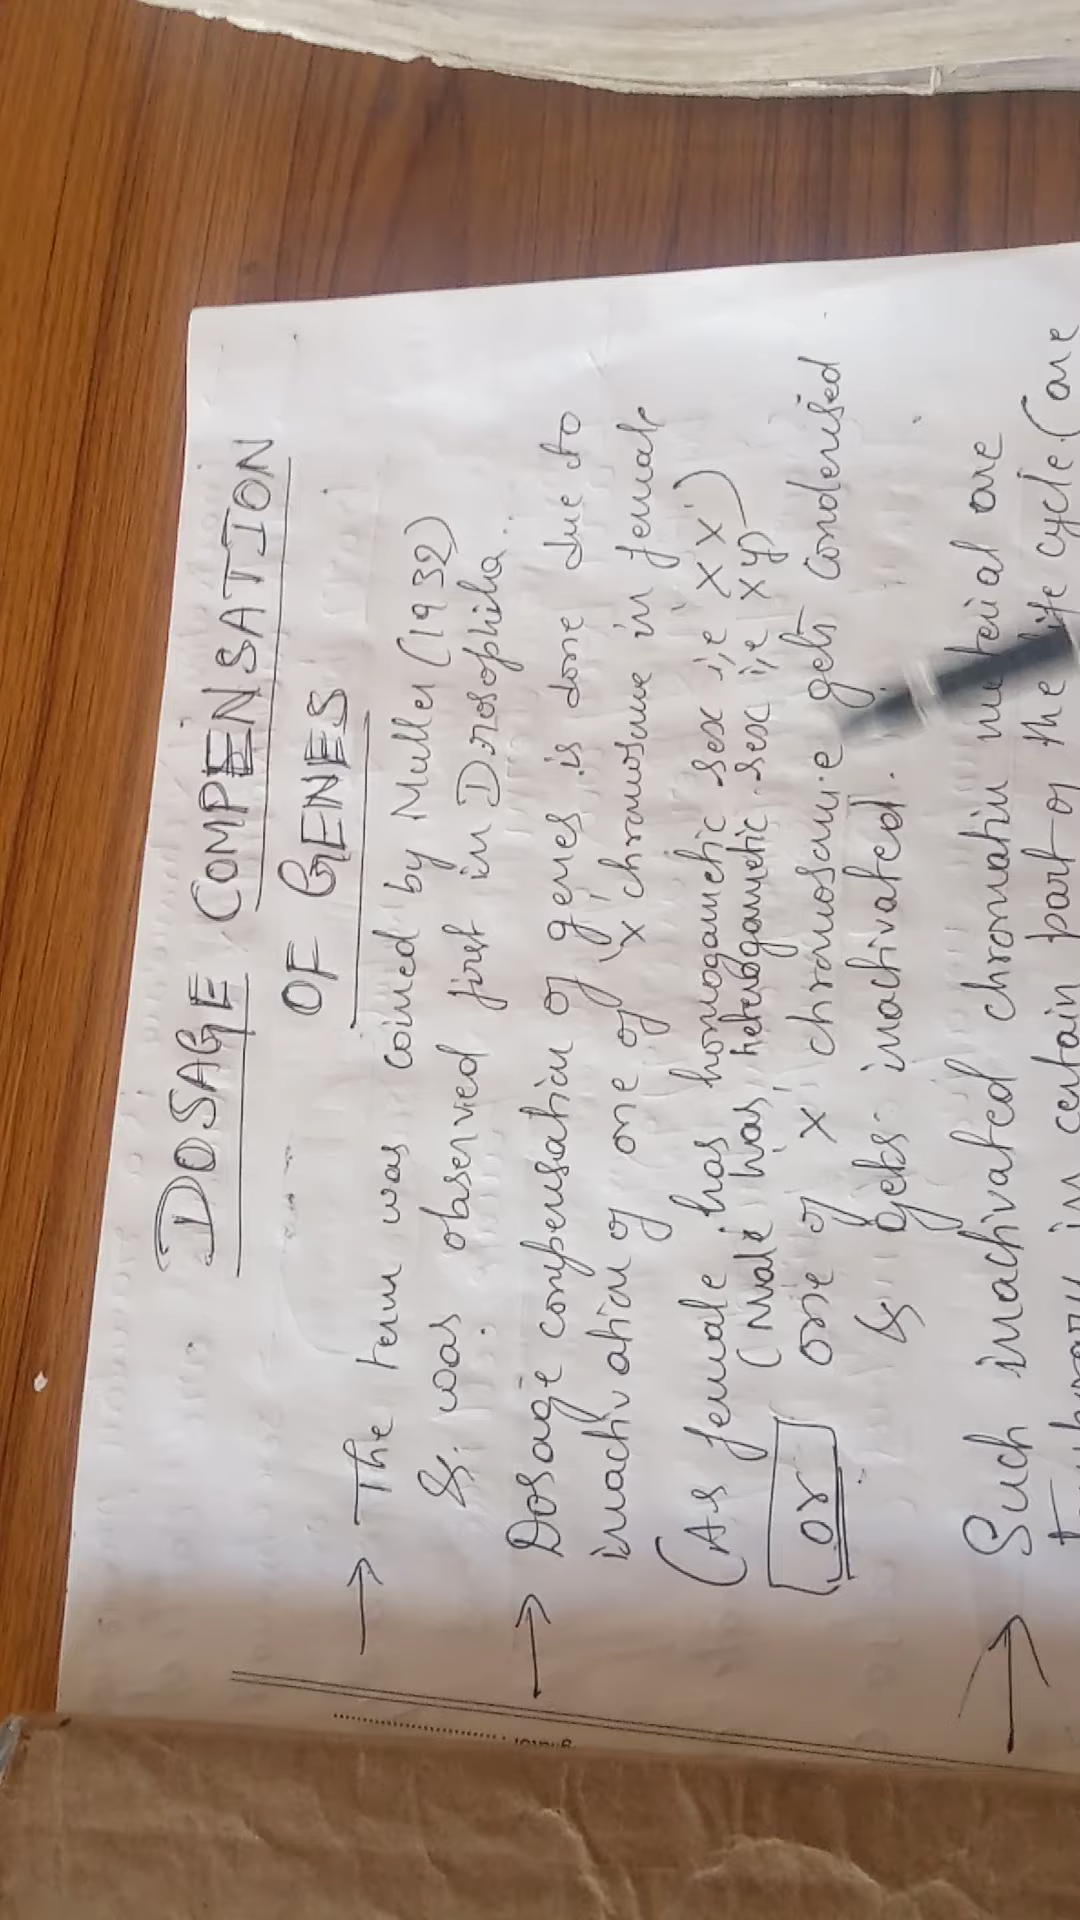 DOSAGE COMPENSATION
OF GENES
→ The term was coined by Muller (1932)
& was observed first in Drosophila.
→ Dosage compensation of genes is done due to
inactivation of one of 'X' chromosome in female
(As female has homogametic sex i,e 'XX')
(Male has heterogametic sex i,e XY)
or one of 'X' chromosome gets condensised
& gets inactivated.
→ Such inactivated chromatin material are
in certain part of the life cycle. (are